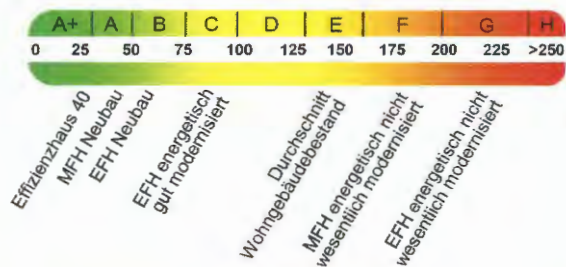 A+ A B C D E F G H
0 25 50 75 100 125 150 175 200 225 >250
Effizienzhaus 40
MFH Neubau
EFH Neubau
EFH energetisch
gut modernisiert
Durchschnitt
Wohngebäudebestand
MFH energetisch nicht
wesentlich modernisiert
EFH energetisch nicht
wesentlich modernisiert